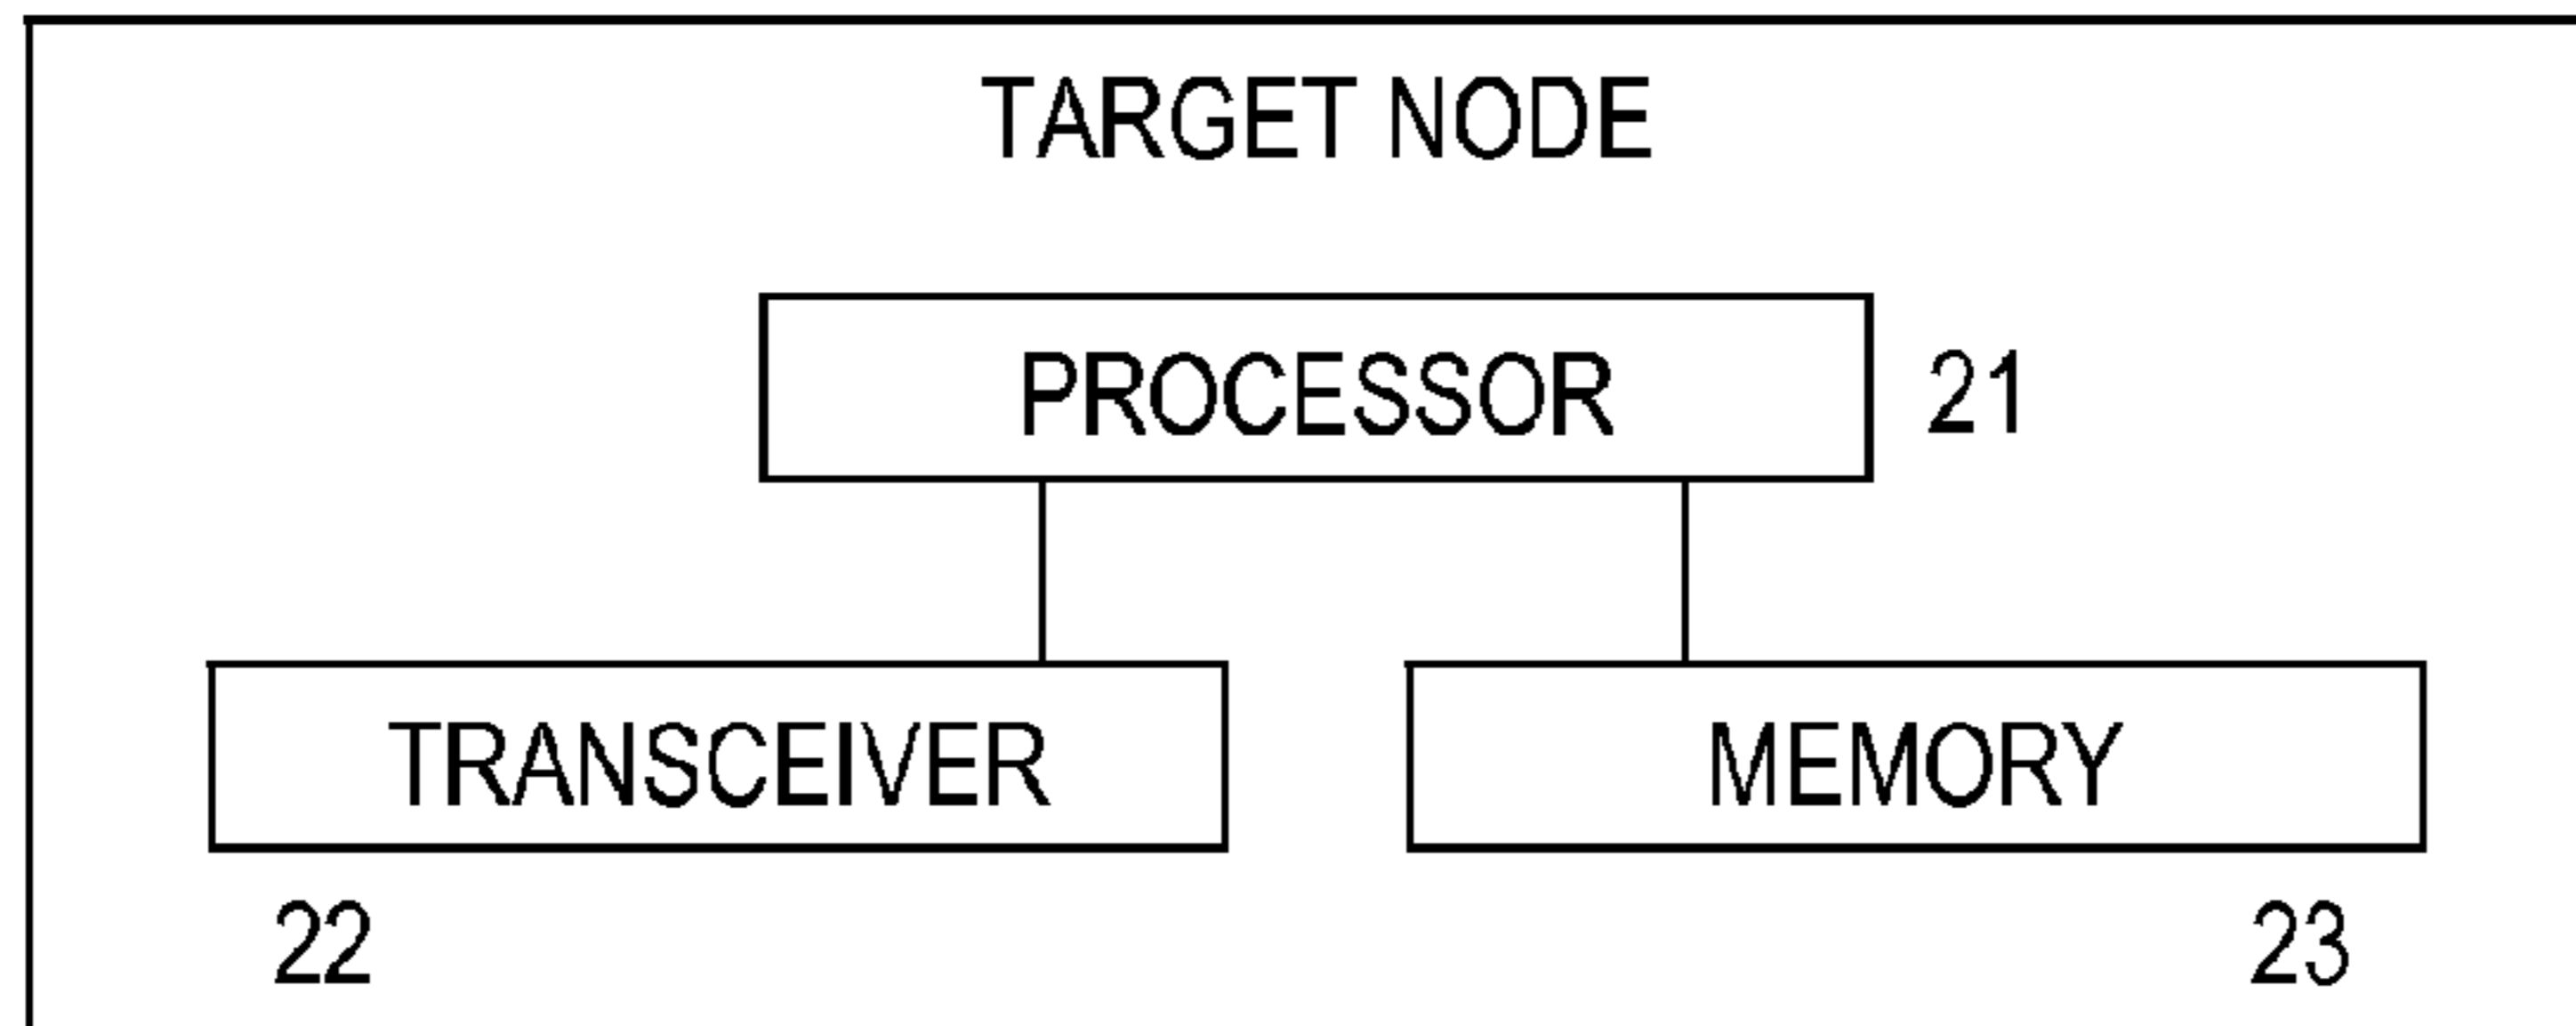 TARGET NODE
PROCESSOR 21
TRANSCEIVER MEMORY
22 23